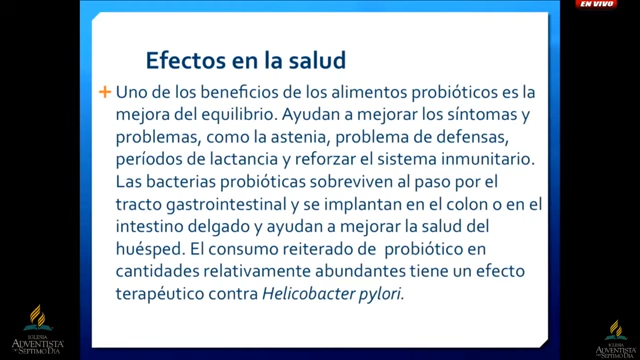 EN VIVO
Efectos en la salud
Uno de los beneficios de los alimentos probióticos es la
mejora del equilibrio. Ayudan a mejorar los síntomas y
problemas, como la astenia, problema de defensas,
períodos de lactancia y reforzar el sistema inmunitario.
Las bacterias probióticas sobreviven al paso por el
tracto gastrointestinal y se implantan en el colon o en el
intestino delgado y ayudan a mejorar la salud del
huésped. El consumo reiterado de probiótico en
cantidades relativamente abundantes tiene un efecto
terapéutico contra Helicobacter pylori.
IGLESIA
ADVENTISTA
DEL SÉPTIMO DÍA
IGLESIA
ADVENTISTA
DEL SÉPTIMO DÍA